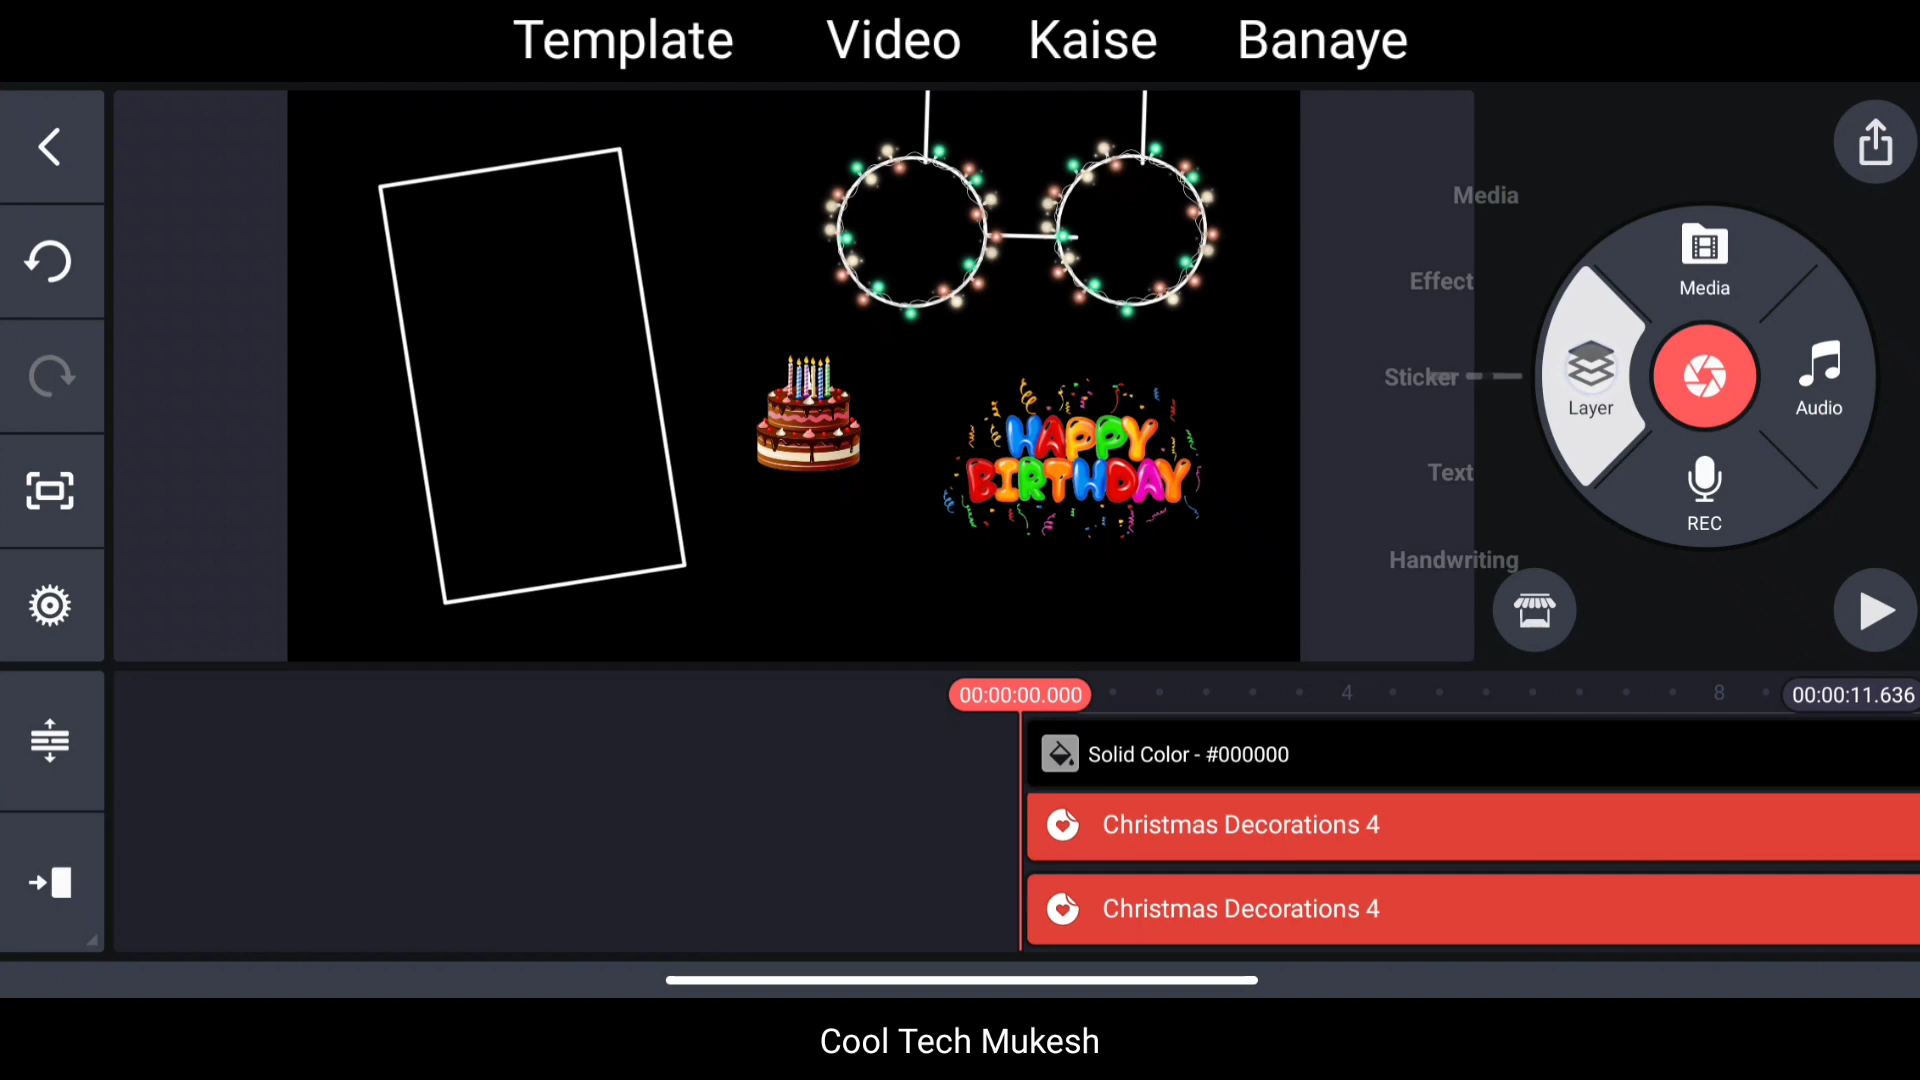 Template Video Kaise Banaye
HAPPY
BIRTHDAY
Media
Effect
Sticker
Text
Handwriting
Media
Layer
Audio
REC
00:00:00.000
4
8
00:00:11.636
Solid Color - #000000
Christmas Decorations 4
Christmas Decorations 4
Cool Tech Mukesh